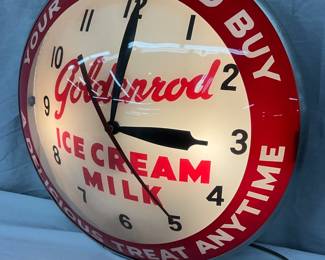 YOUR
O BUY
Goldenrod
ICE CREAM
MILK
DELICIOUS TREAT ANYTIME
12
11
10
2
3
4
5
6
7
8
9